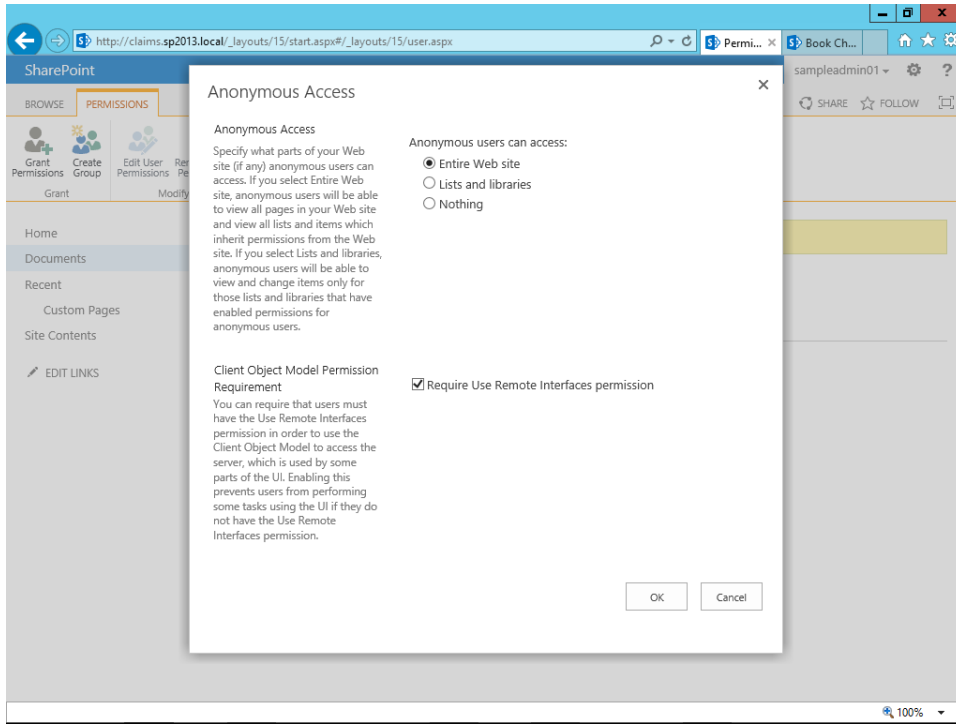 http://claims.sp2013.local/_layouts/15/start.aspx#/_layouts/15/user.aspx
Permi...
Book Ch...
SharePoint
sampleadmin01
?
BROWSE
PERMISSIONS
SHARE
FOLLOW
Grant Permissions
Create Group
Edit User Permissions
Grant
Modify
Home
Documents
Recent
Custom Pages
Site Contents
EDIT LINKS
Anonymous Access
Anonymous Access
Specify what parts of your Web
site (if any) anonymous users can
access. If you select Entire Web
site, anonymous users will be able
to view all pages in your Web site
and view all lists and items which
inherit permissions from the Web
site. If you select Lists and libraries,
anonymous users will be able to
view and change items only for
those lists and libraries that have
enabled permissions for
anonymous users.
Anonymous users can access:
Entire Web site
Lists and libraries
Nothing
Client Object Model Permission
Requirement
You can require that users must
have the Use Remote Interfaces
permission in order to use the
Client Object Model to access the
server, which is used by some
parts of the UI. Enabling this
prevents users from performing
some tasks using the UI if they do
not have the Use Remote
Interfaces permission.
Require Use Remote Interfaces permission
OK
Cancel
100%